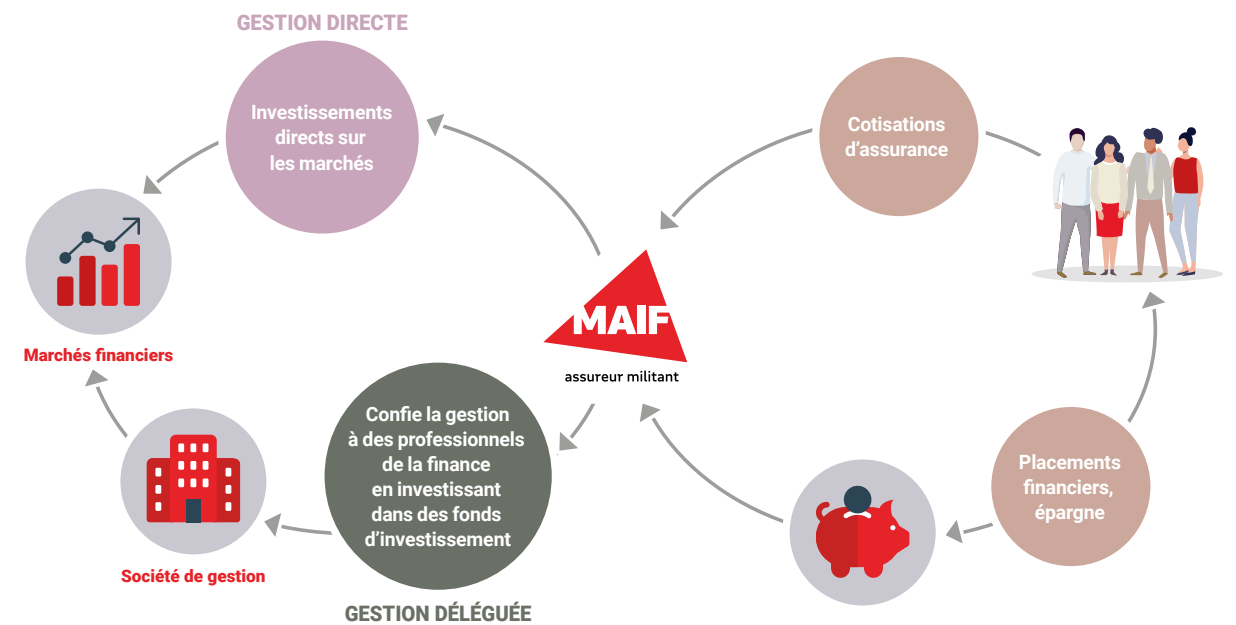 GESTION DIRECTE
Investissements
directs sur
les marchés
Cotisations
d’assurance
Marchés financiers
MAIF
assureur militant
Confie la gestion
à des professionnels
de la finance
en investissant
dans des fonds
d’investissement
Société de gestion
GESTION DÉLÉGUÉE
Placements
financiers,
épargne